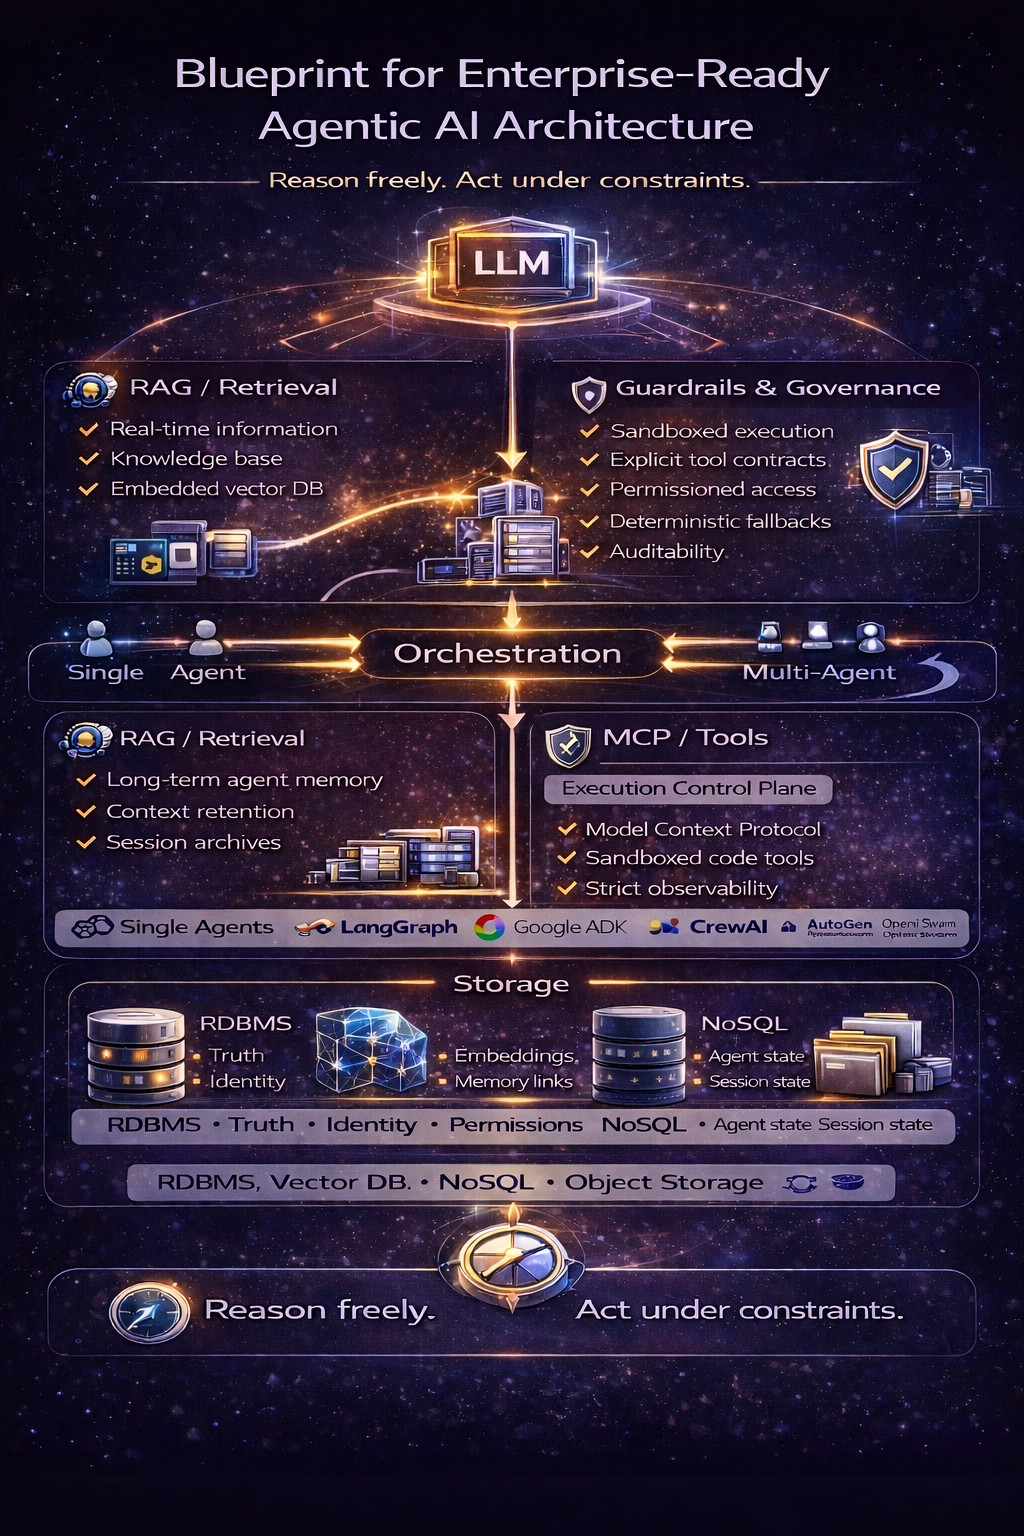 Blueprint for Enterprise-Ready
Agentic AI Architecture
Reason freely. Act under constraints.
LLM
RAG / Retrieval
Real-time information
Knowledge base
Embedded vector DB
Guardrails & Governance
Sandboxed execution
Explicit tool contracts
Permissioned access
Deterministic fallbacks
Auditability
Single Agent
Orchestration
Multi-Agent
RAG / Retrieval
Long-term agent memory
Context retention
Session archives
MCP / Tools
Execution Control Plane
Model Context Protocol
Sandboxed code tools
Strict observability
Single Agents LangGraph Google ADK CrewAI AutoGen
Storage
RDBMS
Truth
Identity
Embeddings
Memory links
NoSQL
Agent state
Session state
RDBMS • Truth • Identity • Permissions NoSQL • Agent state Session state
RDBMS, Vector DB. • NoSQL • Object Storage
Reason freely. Act under constraints.